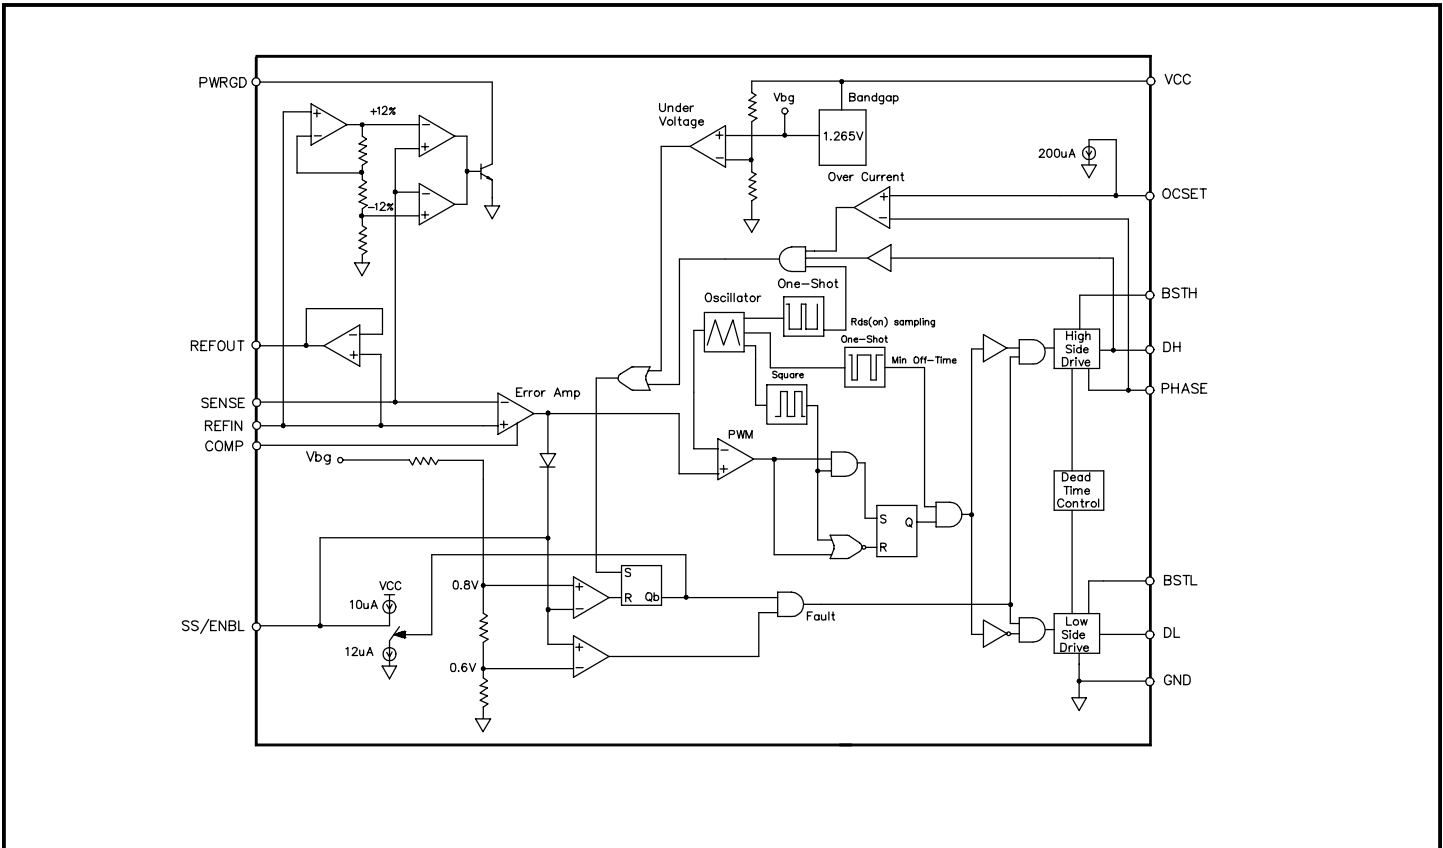 PWRGD
+12%
−12%
Under
Voltage
Vbg
Bandgap
1.265V
VCC
200uA
Over Current
OCSET
One-Shot
Oscillator
Rds(on) sampling
One-Shot
Min Off-Time
Square
BSTH
High
Side
Drive
DH
PHASE
REFOUT
SENSE
REFIN
COMP
Error Amp
Vbg
PWM
S
Q
R
Dead
Time
Control
0.8V
S
R
Qb
VCC
10uA
SS/ENBL
12uA
0.6V
Fault
BSTL
Low
Side
Drive
DL
GND
+
−
−
+
−
+
−
+
+
−
+
−
−
+
−
+
+
−
+
−